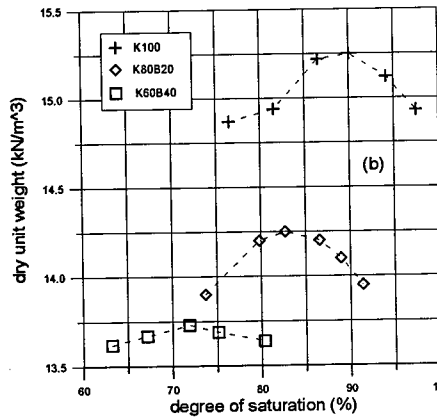 15.5
15.0
14.5
14.0
13.5
dry unit weight (kN/m^3)
K100
K80B20
K60B40
(b)
60 70 80 90 1
degree of saturation (%)